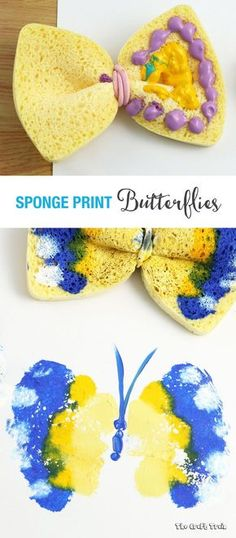 SPONGE PRINT Butterflies
The Craft Train